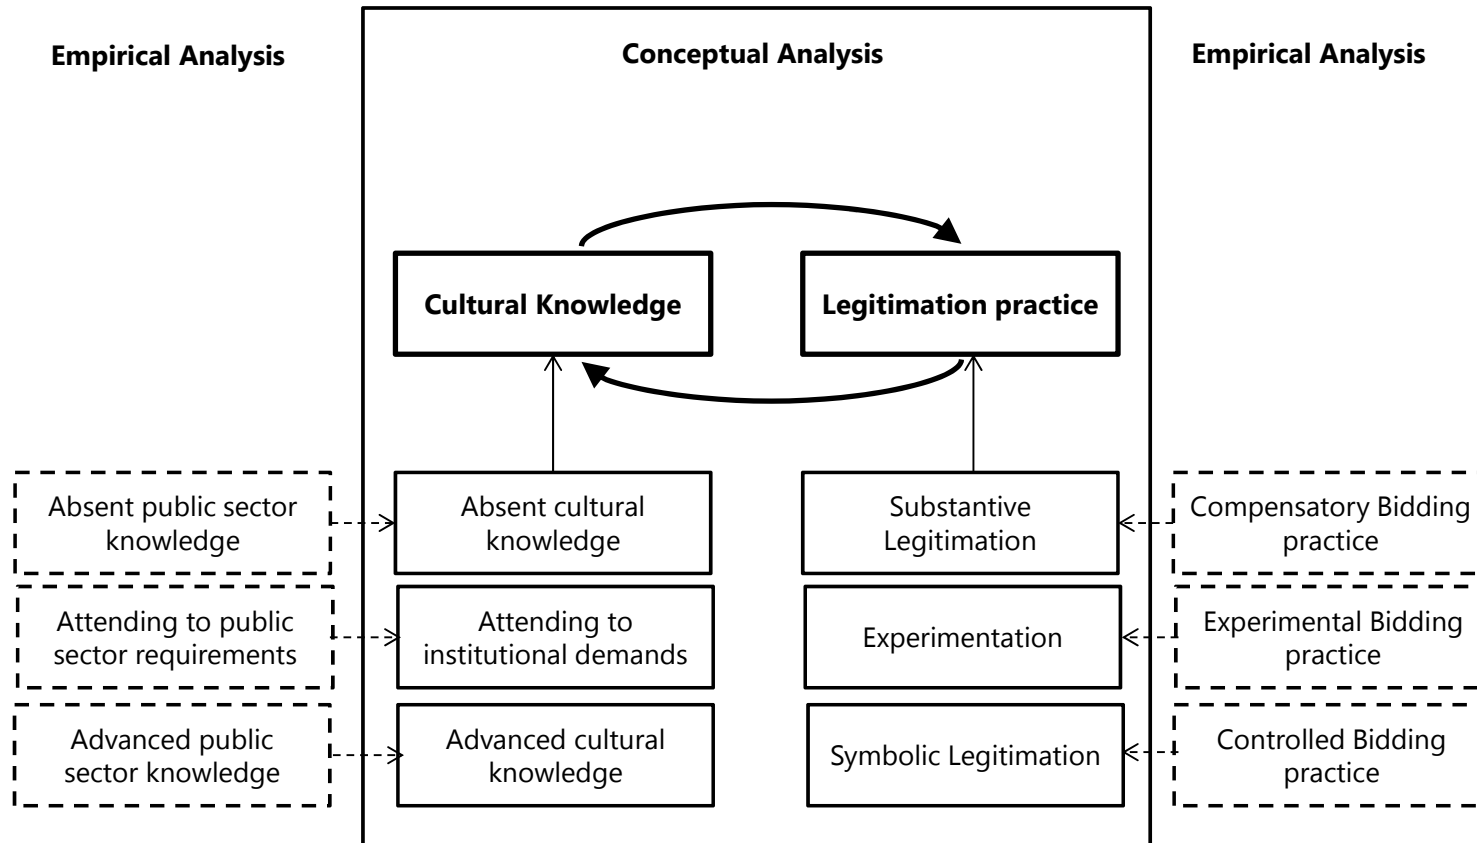 Empirical Analysis
Conceptual Analysis
Empirical Analysis
Cultural Knowledge
Legitimation practice
Absent public sector
knowledge
Absent cultural
knowledge
Substantive
Legitimation
Compensatory Bidding
practice
Attending to public
sector requirements
Attending to
institutional demands
Experimentation
Experimental Bidding
practice
Advanced public
sector knowledge
Advanced cultural
knowledge
Symbolic Legitimation
Controlled Bidding
practice